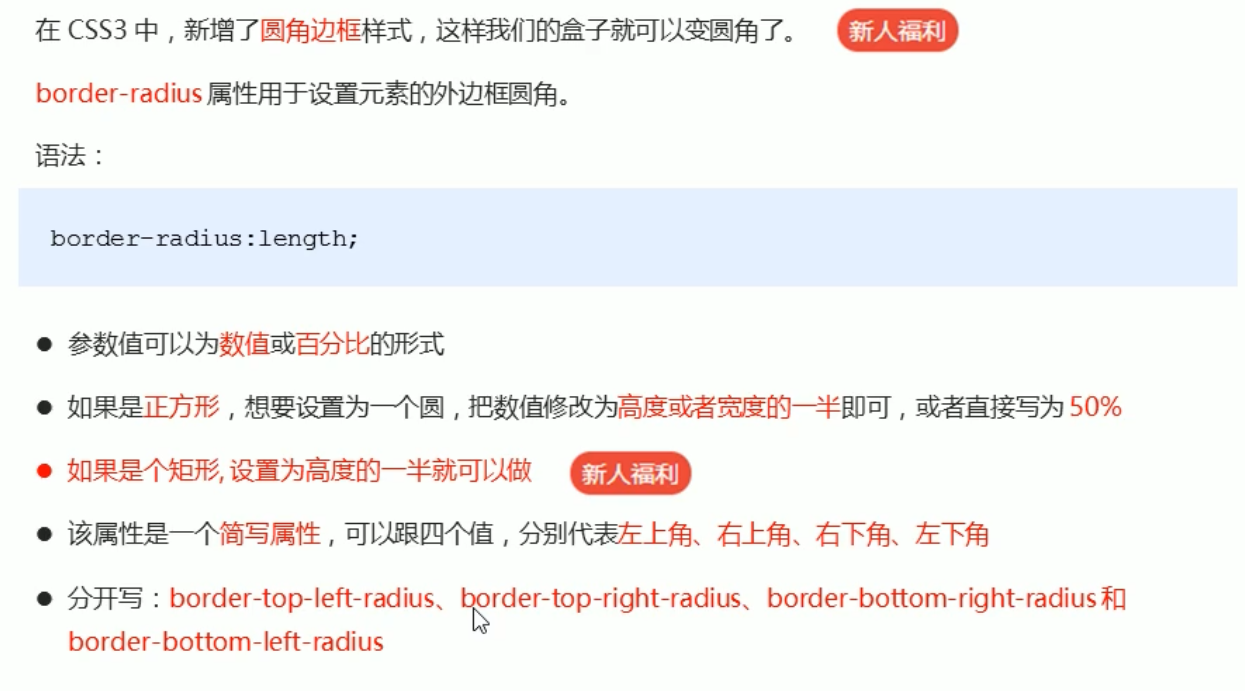 在 CSS3 中，新增了圆角边框样式，这样我们的盒子就可以变圆角了。 新人福利
border-radius 属性用于设置元素的外边框圆角。
语法：
border-radius:length;
● 参数值可以为数值或百分比的形式
● 如果是正方形，想要设置为一个圆，把数值修改为高度或者宽度的一半即可，或者直接写为 50%
● 如果是个矩形, 设置为高度的一半就可以做 新人福利
● 该属性是一个简写属性，可以跟四个值，分别代表左上角、右上角、右下角、左下角
● 分开写：border-top-left-radius、border-top-right-radius、border-bottom-right-radius 和
border-bottom-left-radius